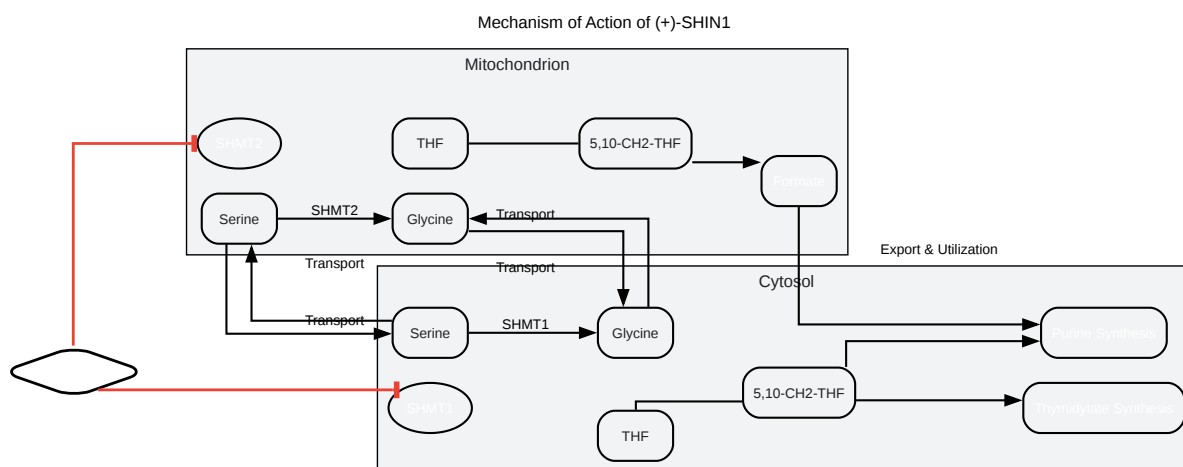 Mechanism of Action of (+)-SHIN1
Mitochondrion
SHMT2
THF
5,10-CH2-THF
Formate
Serine
SHMT2
Glycine
Transport
Export & Utilization
Transport
Transport
Cytosol
Transport
Serine
SHMT1
Glycine
Purine Synthesis
5,10-CH2-THF
SHMT1
Thymidylate Synthesis
THF